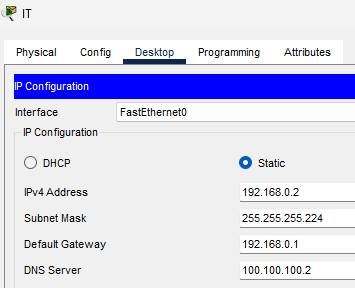 IT
Physical Config Desktop Programming Attributes
IP Configuration
Interface FastEthernet0
IP Configuration
DHCP Static
IPv4 Address 192.168.0.2
Subnet Mask 255.255.255.224
Default Gateway 192.168.0.1
DNS Server 100.100.100.2